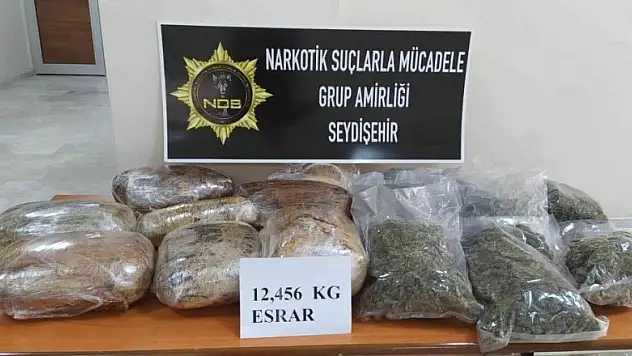 NARKOTİK SUÇLARLA MÜCADELE
GRUP AMİRLİĞİ
SEYDİŞEHİR
NDB
12,456 KG
ESRAR